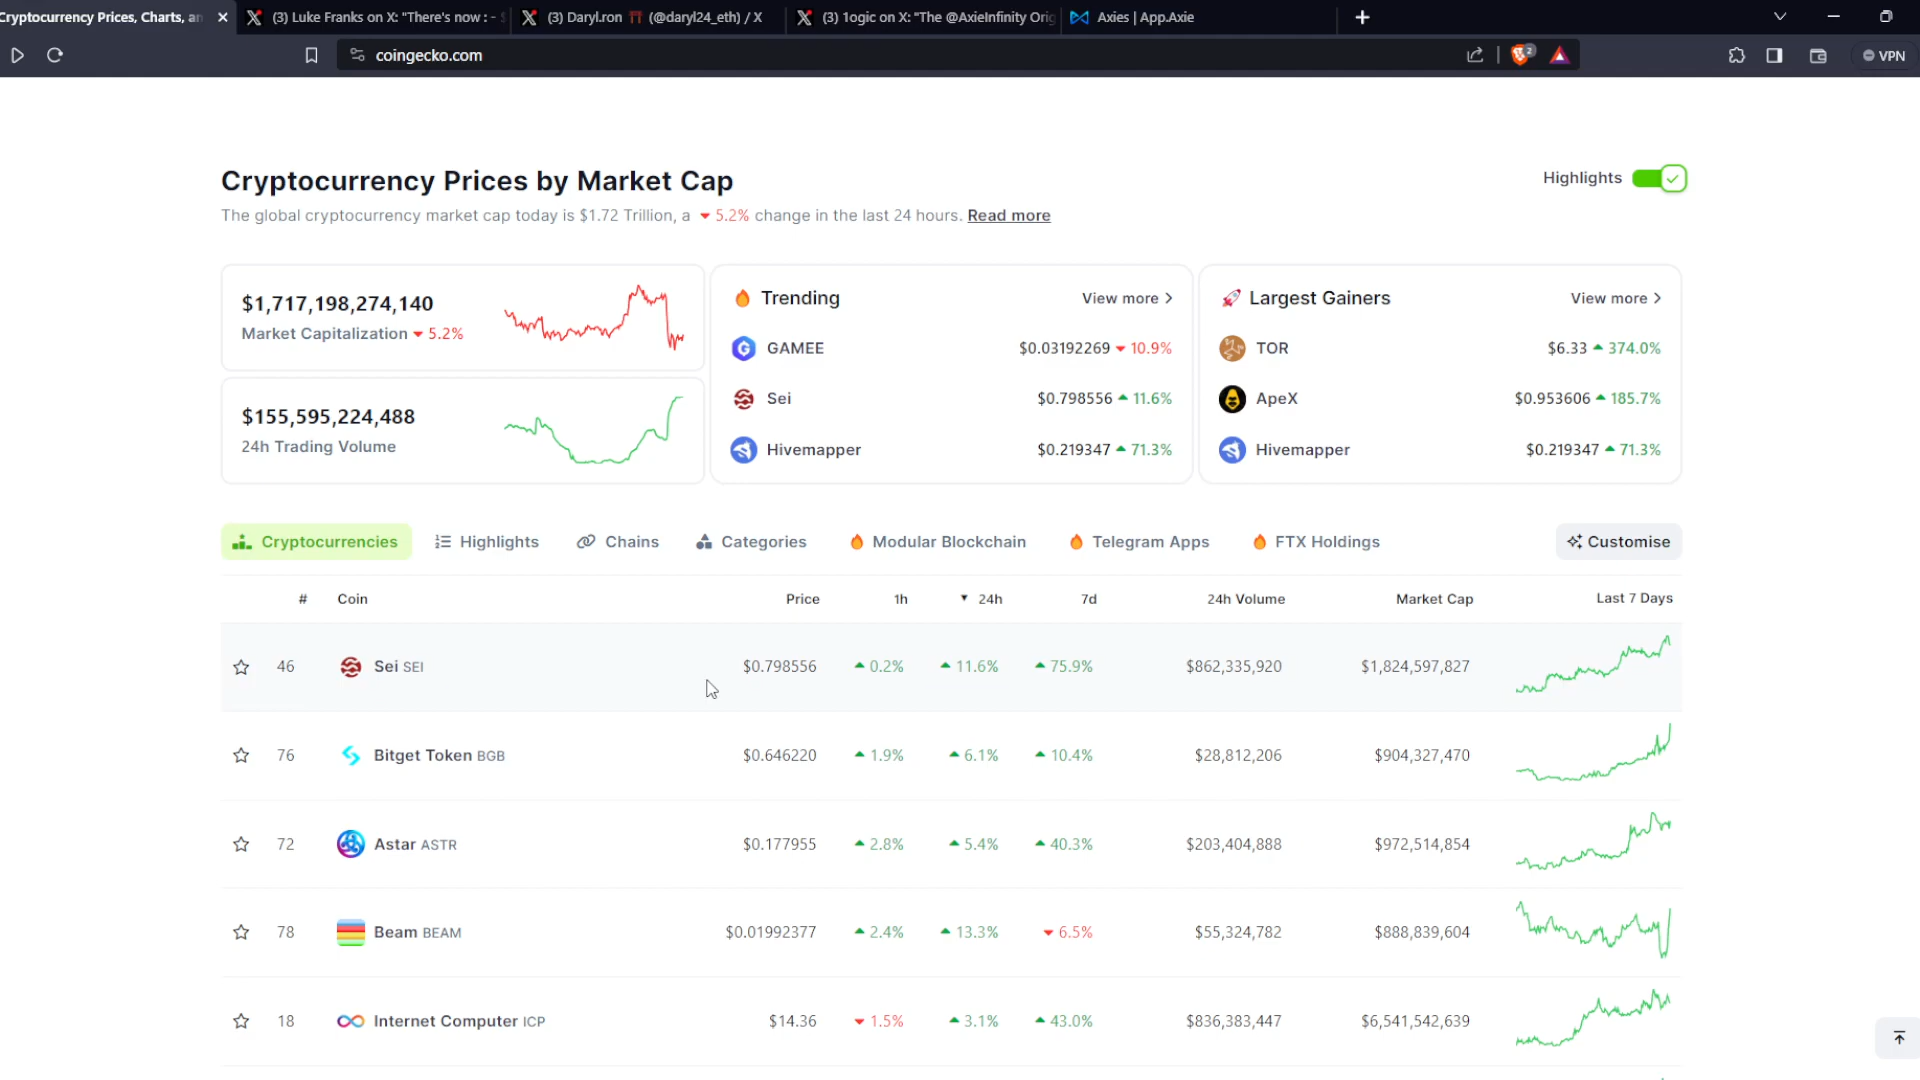 Cryptocurrency Prices, Charts, an
(3) Luke Franks on X: "There's now : - $
(3) Daryl.ron ⛩ (@daryl24_eth) / X
(3) 1ogic on X: "The @AxieInfinity Orig
Axies | App.Axie
coingecko.com
2
VPN
Cryptocurrency Prices by Market Cap
Highlights
The global cryptocurrency market cap today is $1.72 Trillion, a ▼ 5.2% change in the last 24 hours. Read more
$1,717,198,274,140
Market Capitalization ▼ 5.2%
$155,595,224,488
24h Trading Volume
🔥 Trending View more >
GAMEE $0.03192269 ▼ 10.9%
Sei $0.798556 ▲ 11.6%
Hivemapper $0.219347 ▲ 71.3%
🚀 Largest Gainers View more >
TOR $6.33 ▲ 374.0%
ApeX $0.953606 ▲ 185.7%
Hivemapper $0.219347 ▲ 71.3%
Cryptocurrencies Highlights Chains Categories 🔥 Modular Blockchain 🔥 Telegram Apps 🔥 FTX Holdings Customise
# Coin Price 1h ▼ 24h 7d 24h Volume Market Cap Last 7 Days
46 Sei SEI $0.798556 ▲ 0.2% ▲ 11.6% ▲ 75.9% $862,335,920 $1,824,597,827
76 Bitget Token BGB $0.646220 ▲ 1.9% ▲ 6.1% ▲ 10.4% $28,812,206 $904,327,470
72 Astar ASTR $0.177955 ▲ 2.8% ▲ 5.4% ▲ 40.3% $203,404,888 $972,514,854
78 Beam BEAM $0.01992377 ▲ 2.4% ▲ 13.3% ▼ 6.5% $55,324,782 $888,839,604
18 Internet Computer ICP $14.36 ▼ 1.5% ▲ 3.1% ▲ 43.0% $836,383,447 $6,541,542,639